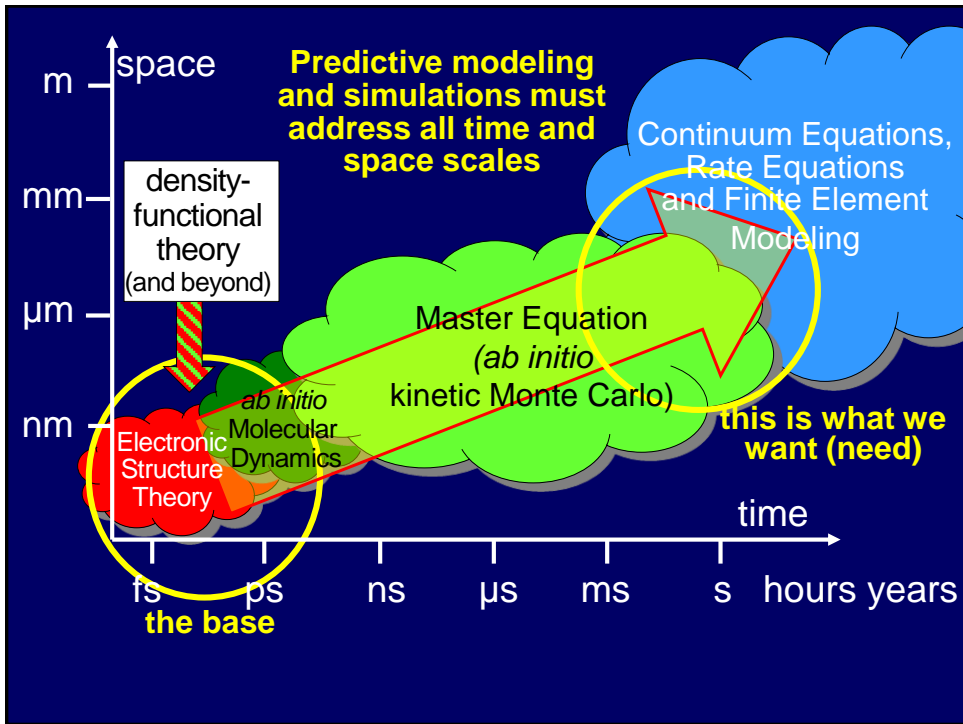 space
Predictive modeling
and simulations must
address all time and
space scales
m
mm
µm
nm
density-
functional
theory
(and beyond)
Continuum Equations,
Rate Equations
and Finite Element
Modeling
Master Equation
(ab initio
kinetic Monte Carlo)
ab initio
Molecular
Dynamics
Electronic
Structure
Theory
this is what we
want (need)
time
fs ps ns µs ms s hours years
the base